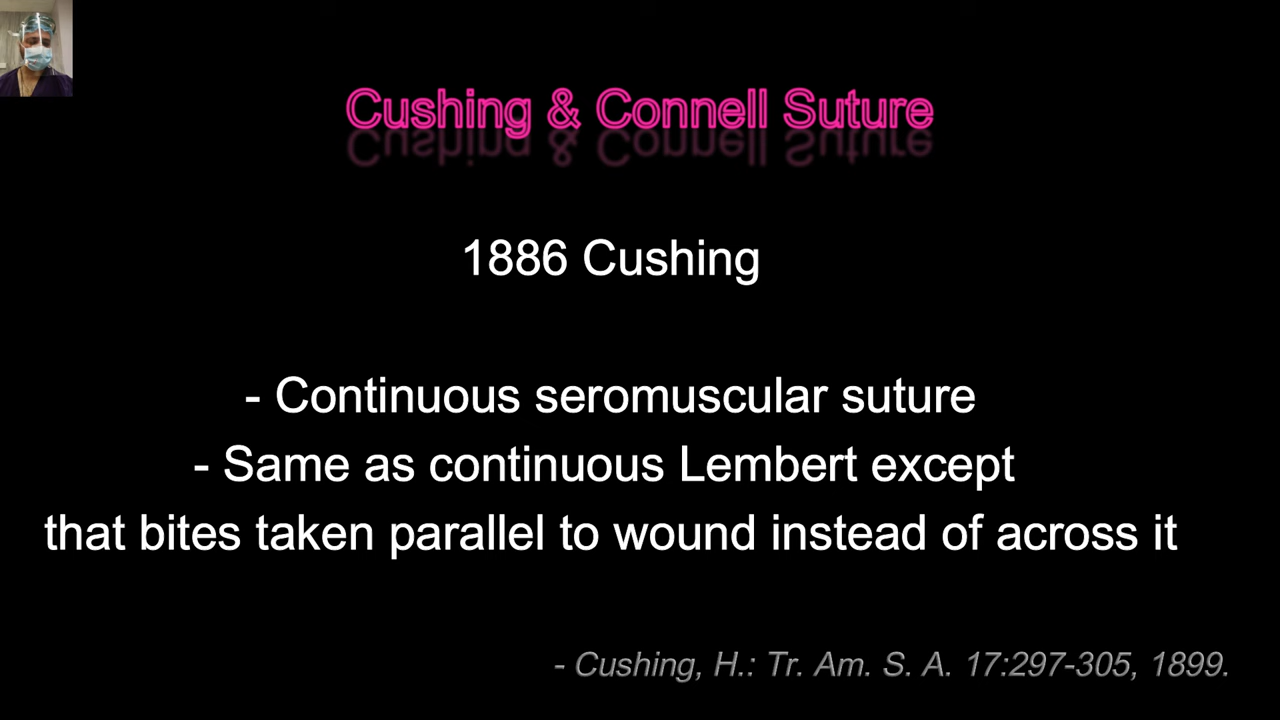 Cushing & Connell Suture
1886 Cushing
- Continuous seromuscular suture
- Same as continuous Lembert except
that bites taken parallel to wound instead of across it
- Cushing, H.: Tr. Am. S. A. 17:297-305, 1899.